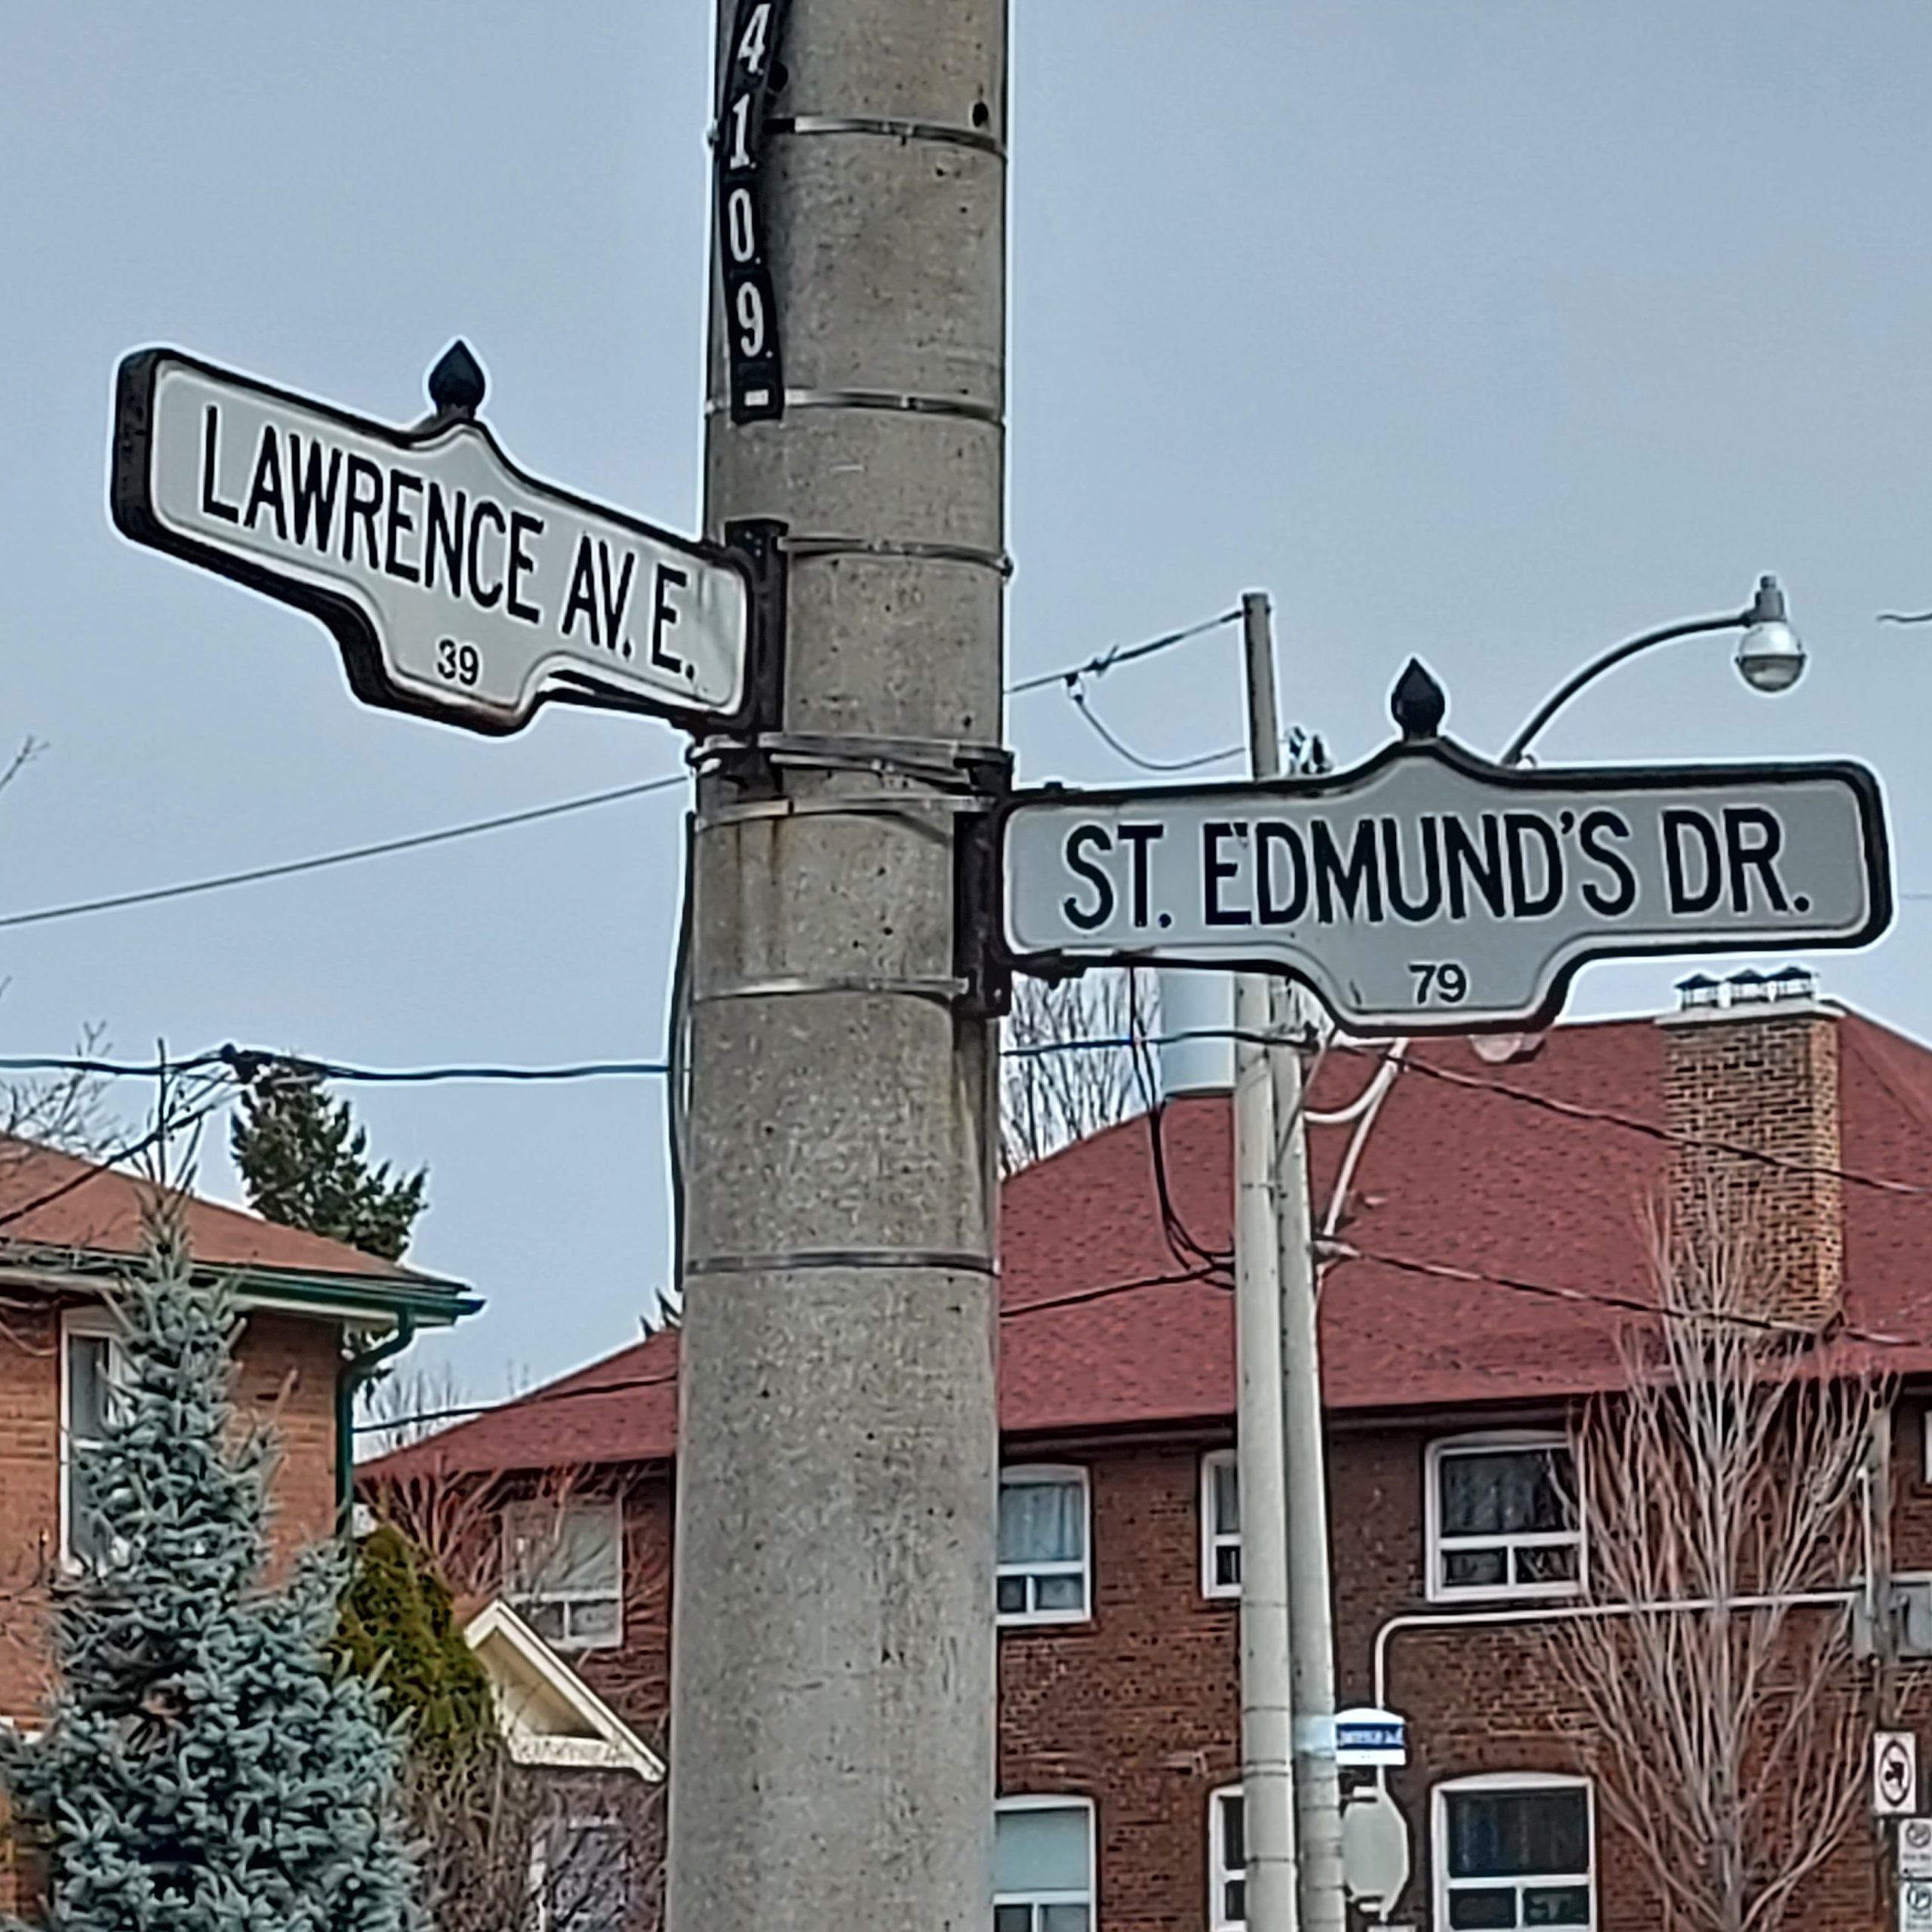 4109
LAWRENCE AV. E.
39
ST. EDMUND'S DR.
79